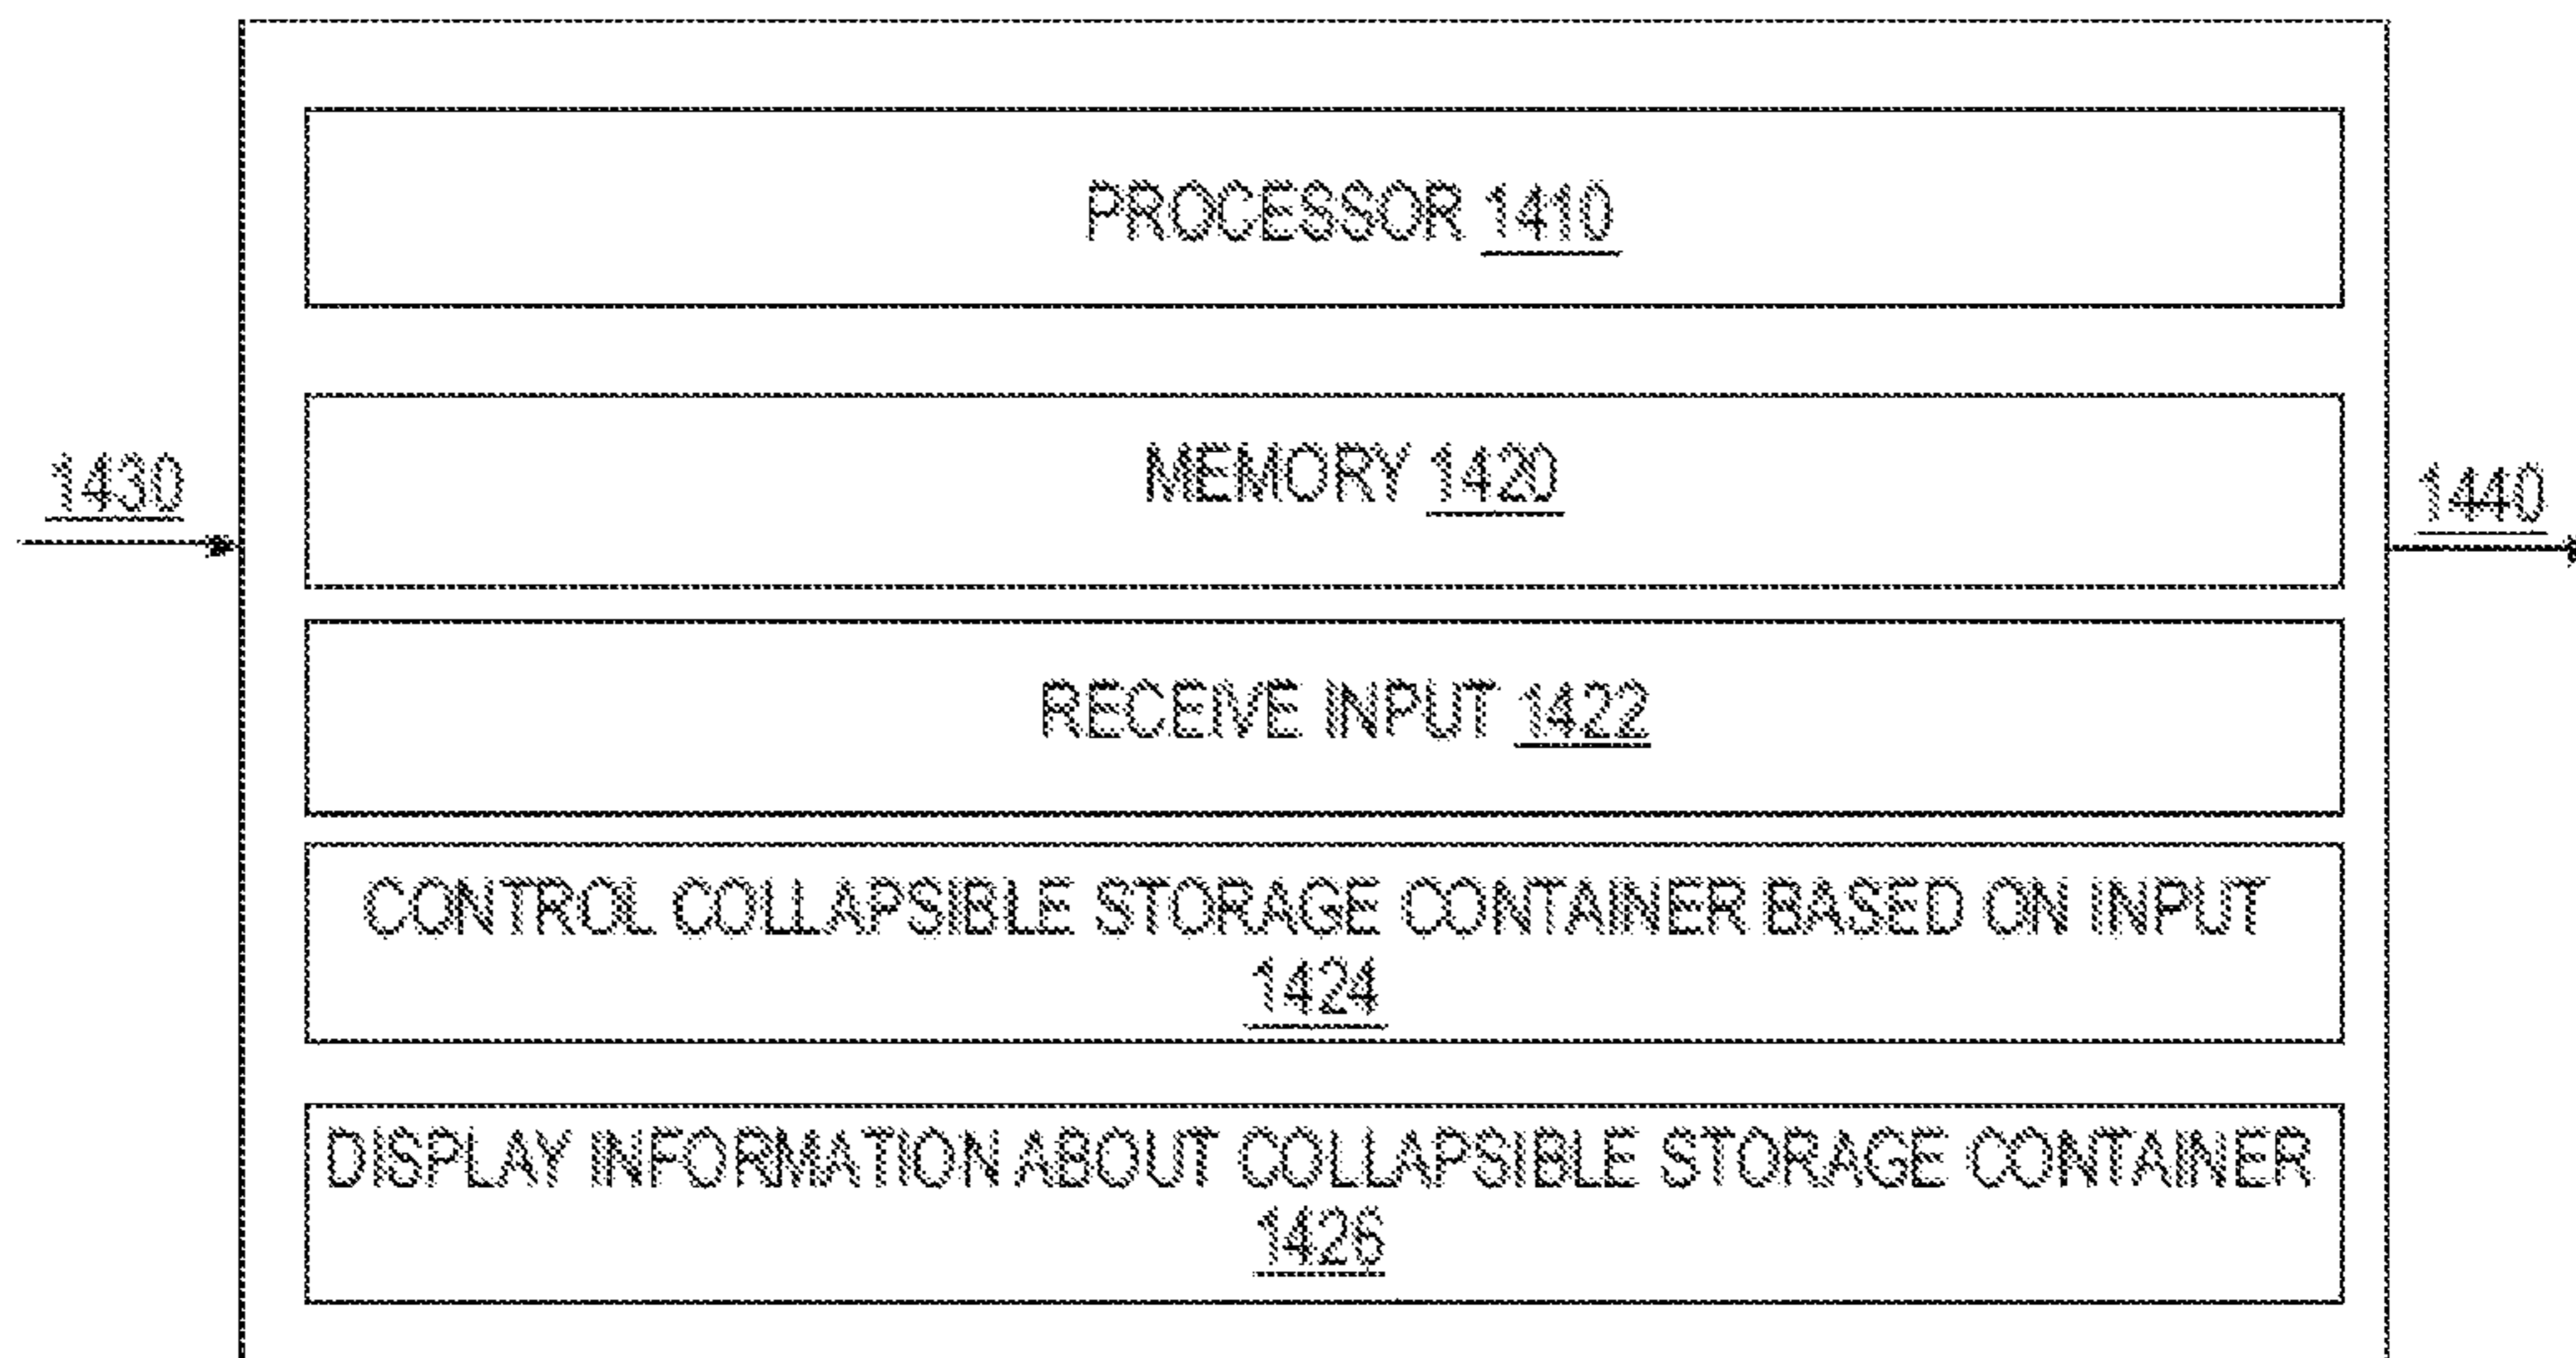 PROCESSOR 1410
1430
MEMORY 1420
1440
RECEIVE INPUT 1422
CONTROL COLLAPSIBLE STORAGE CONTAINER BASED ON INPUT
1424
DISPLAY INFORMATION ABOUT COLLAPSIBLE STORAGE CONTAINER
1426